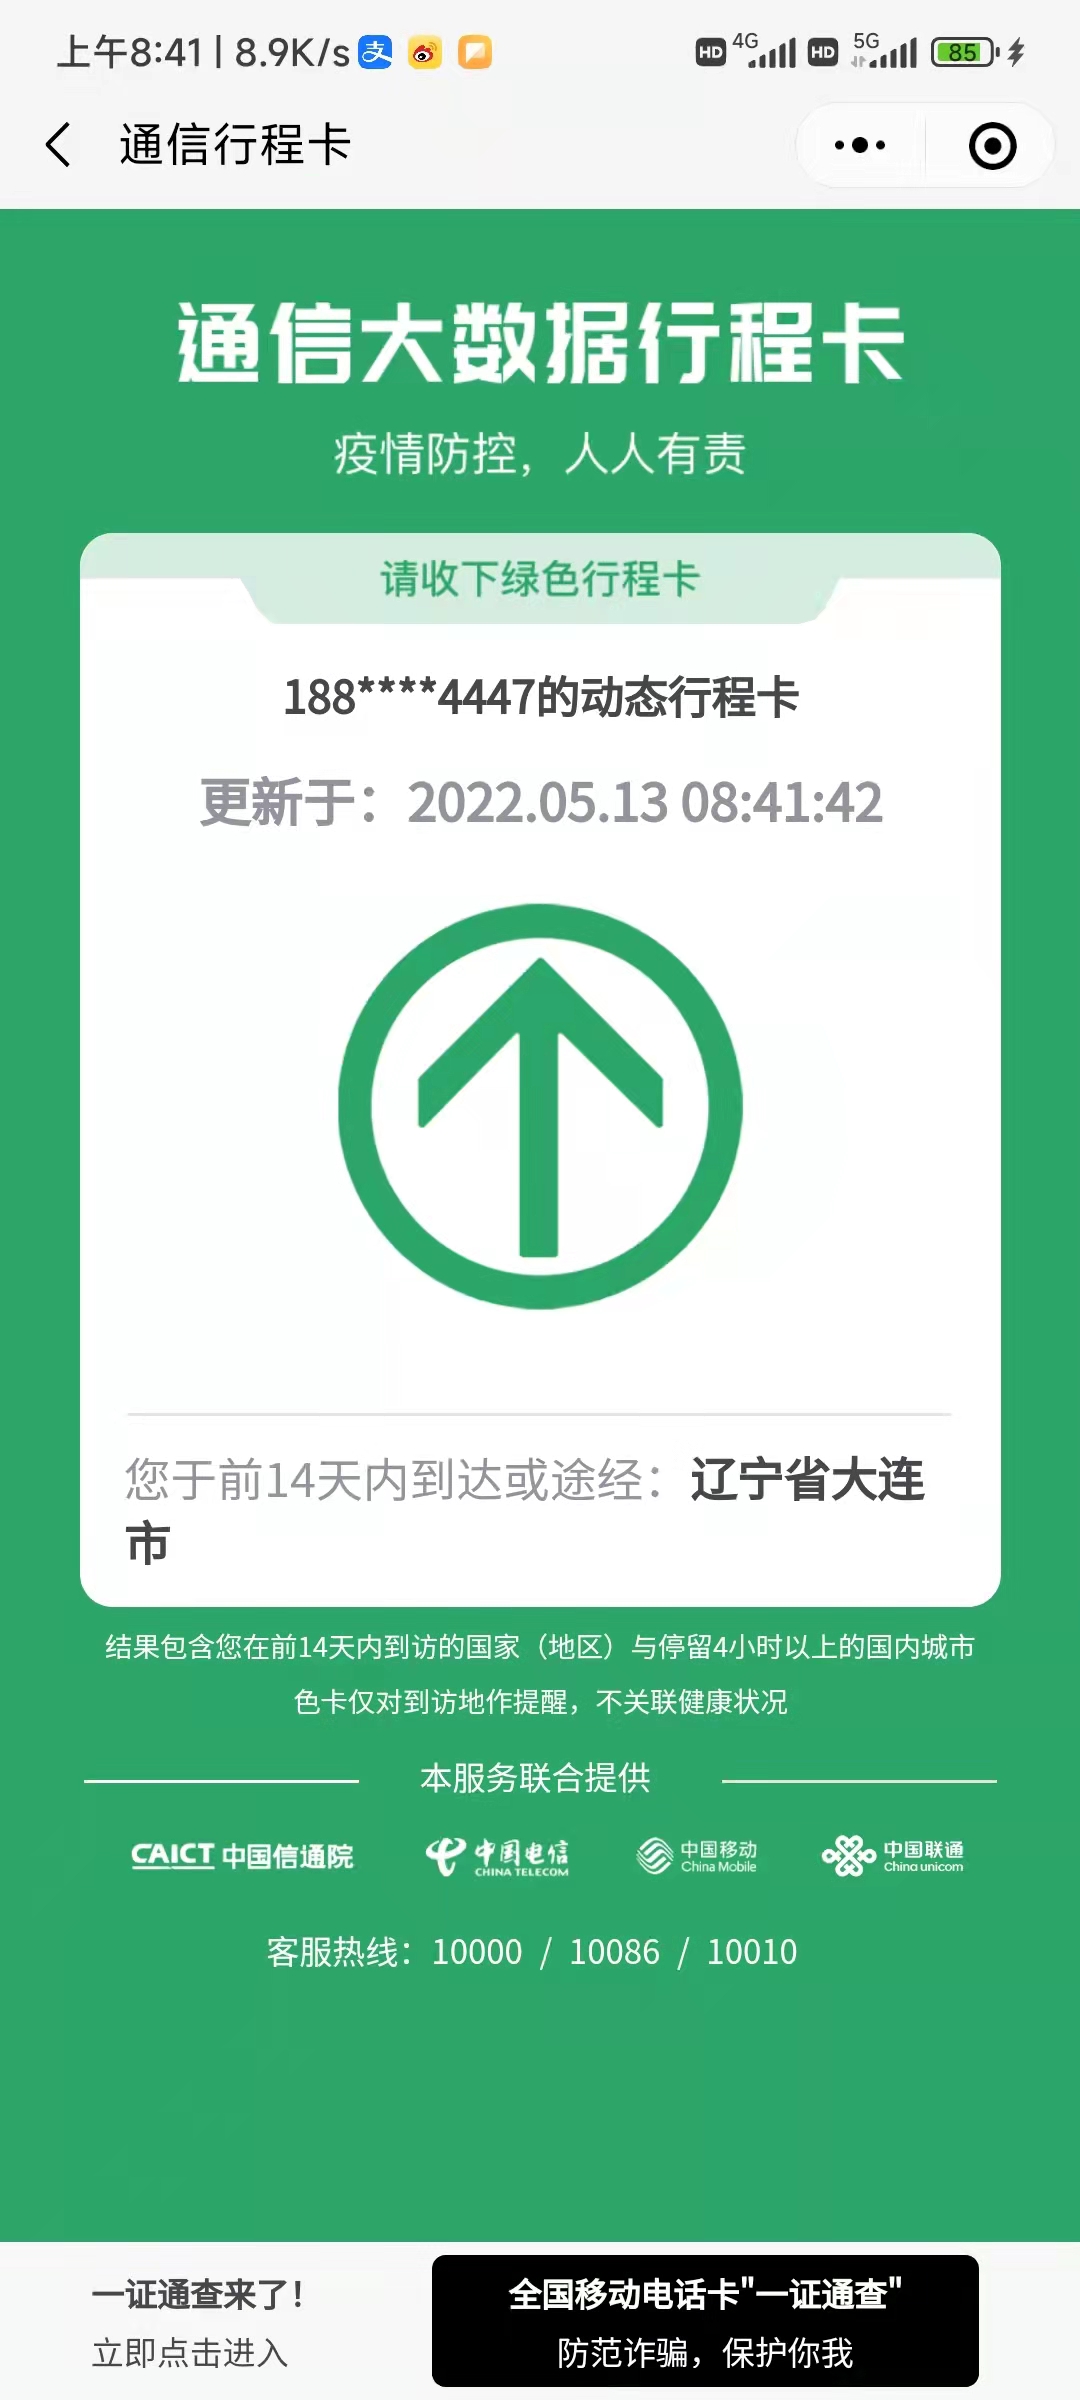 上午8:41 | 8.9K/s 支 HD 4G HD 5G 85
通信行程卡
通信大数据行程卡
疫情防控，人人有责
请收下绿色行程卡
188****4447的动态行程卡
更新于：2022.05.13 08:41:42
您于前14天内到达或途经：辽宁省大连
市
结果包含您在前14天内到访的国家（地区）与停留4小时以上的国内城市
色卡仅对到访地作提醒，不关联健康状况
本服务联合提供
CAICT 中国信通院 中国电信 CHINA TELECOM 中国移动 China Mobile 中国联通 China unicom
客服热线：10000 / 10086 / 10010
一证通查来了！ 全国移动电话卡"一证通查"
立即点击进入 防范诈骗，保护你我